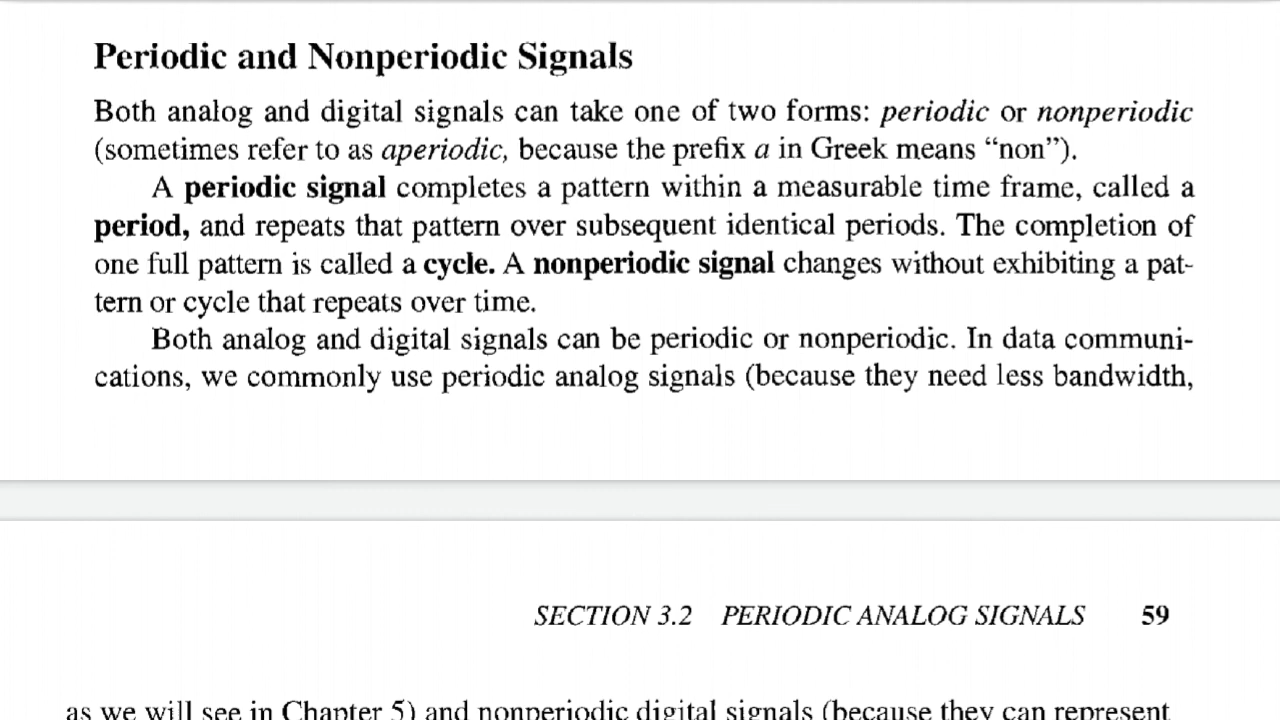 Periodic and Nonperiodic Signals
Both analog and digital signals can take one of two forms: periodic or nonperiodic
(sometimes refer to as aperiodic, because the prefix a in Greek means “non”).
A periodic signal completes a pattern within a measurable time frame, called a
period, and repeats that pattern over subsequent identical periods. The completion of
one full pattern is called a cycle. A nonperiodic signal changes without exhibiting a pat-
tern or cycle that repeats over time.
Both analog and digital signals can be periodic or nonperiodic. In data communi-
cations, we commonly use periodic analog signals (because they need less bandwidth,
SECTION 3.2 PERIODIC ANALOG SIGNALS 59
as we will see in Chapter 5) and nonperiodic digital signals (because they can represent